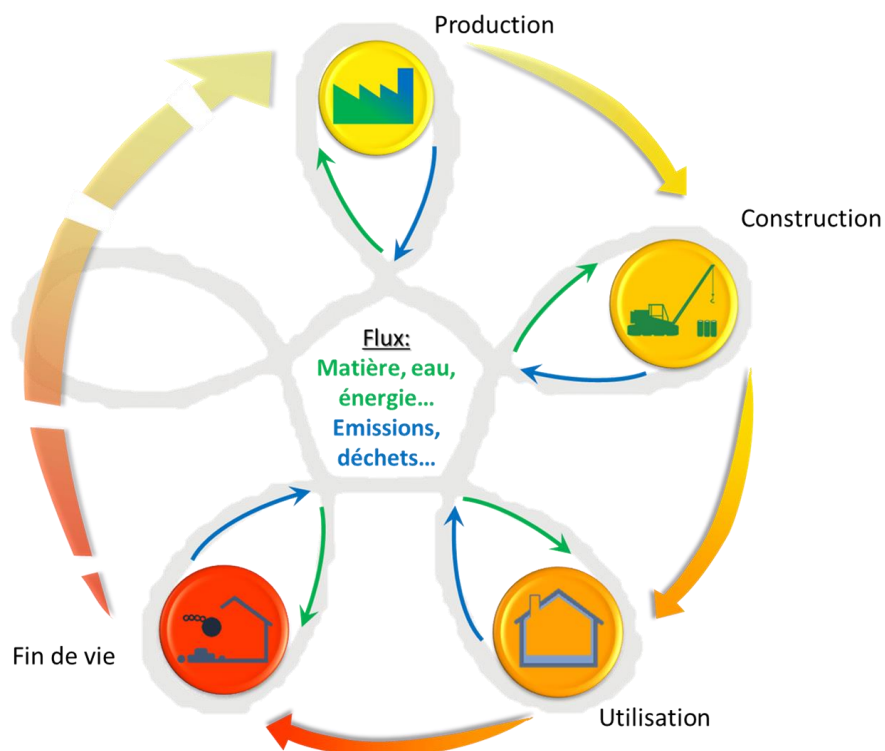 Production
Construction
Flux:
Matière, eau,
énergie...
Emissions,
déchets...
Fin de vie
Utilisation